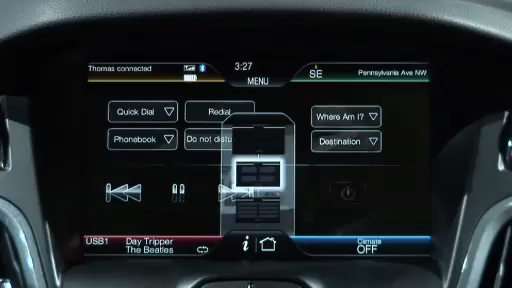 Thomas connected
3:27
MENU
SE
Pennsylvania Ave NW
Quick Dial
Redial
Where Am I?
Phonebook
Do not distu
Destination
USB1
Day Tripper
The Beatles
i
Climate
OFF